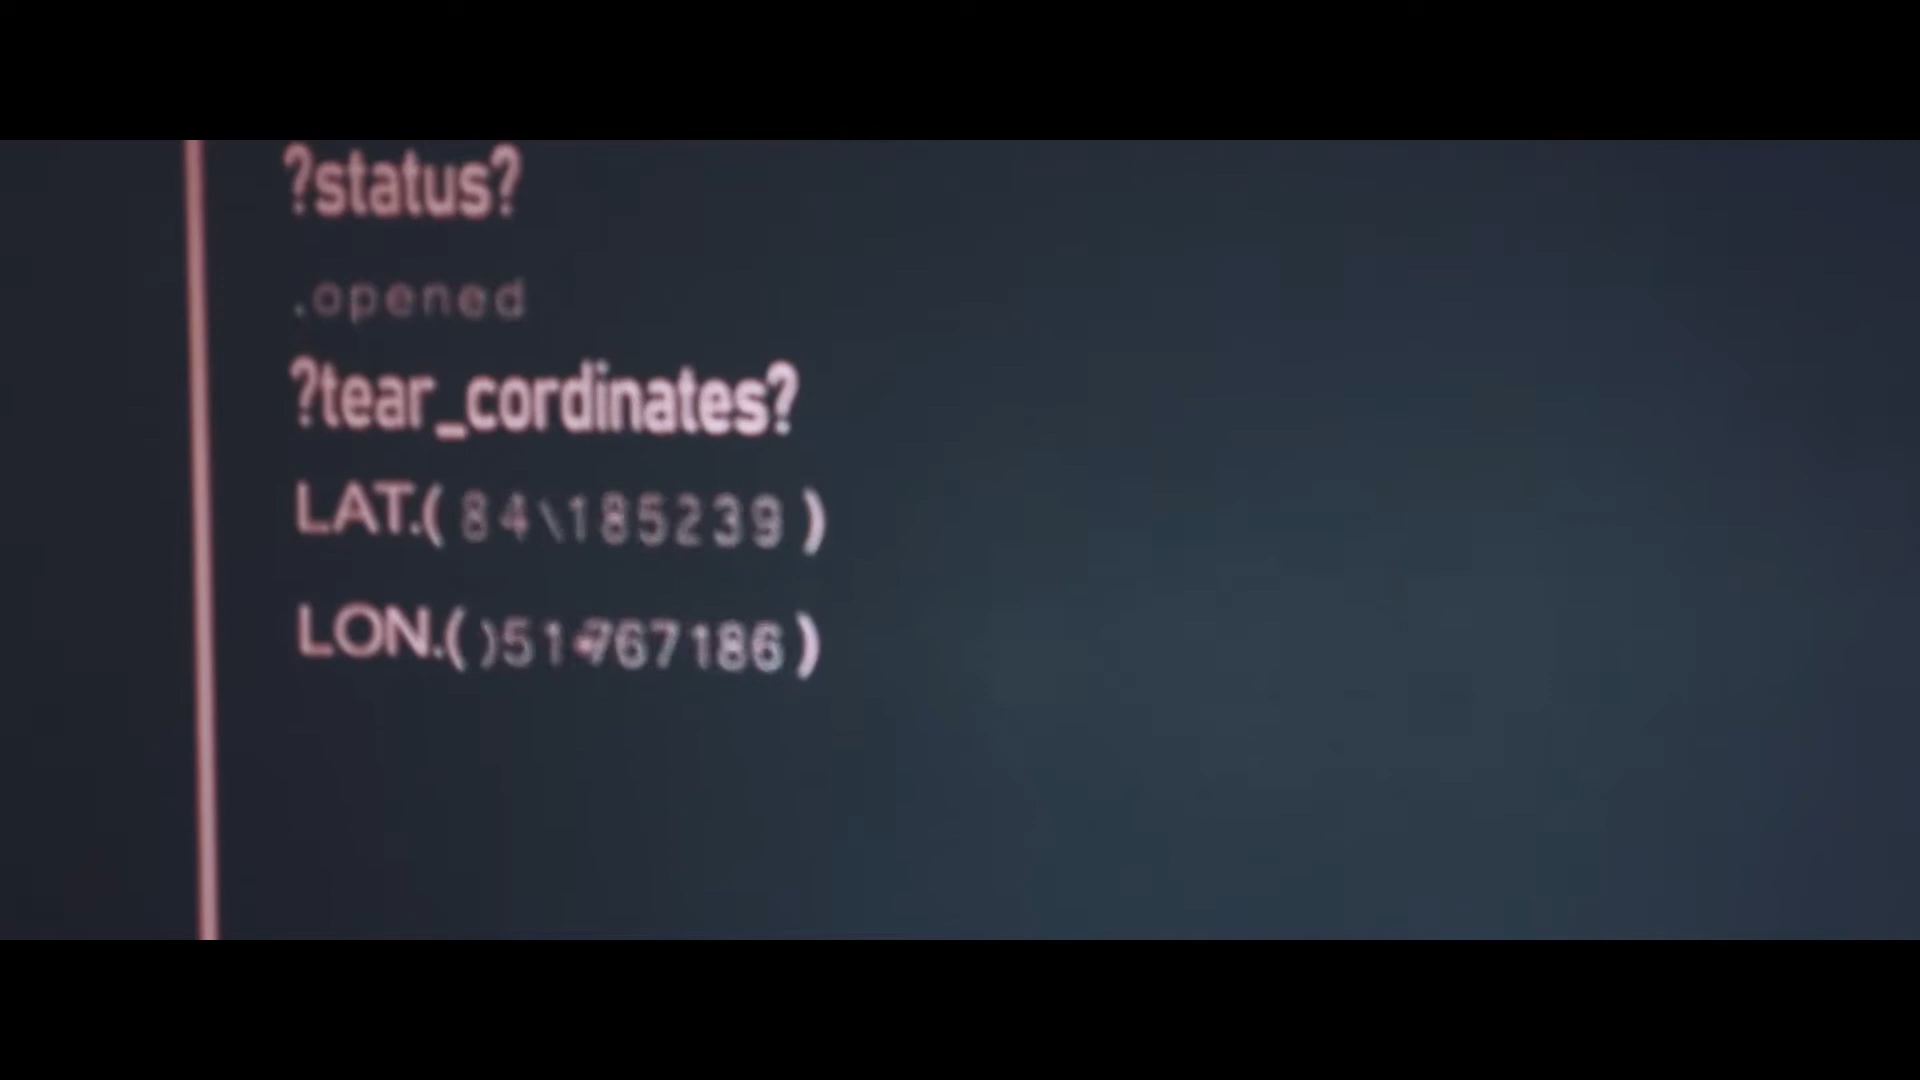 ?status?
.opened
?tear_cordinates?
LAT.( 84\185239 )
LON.( )51•767186)